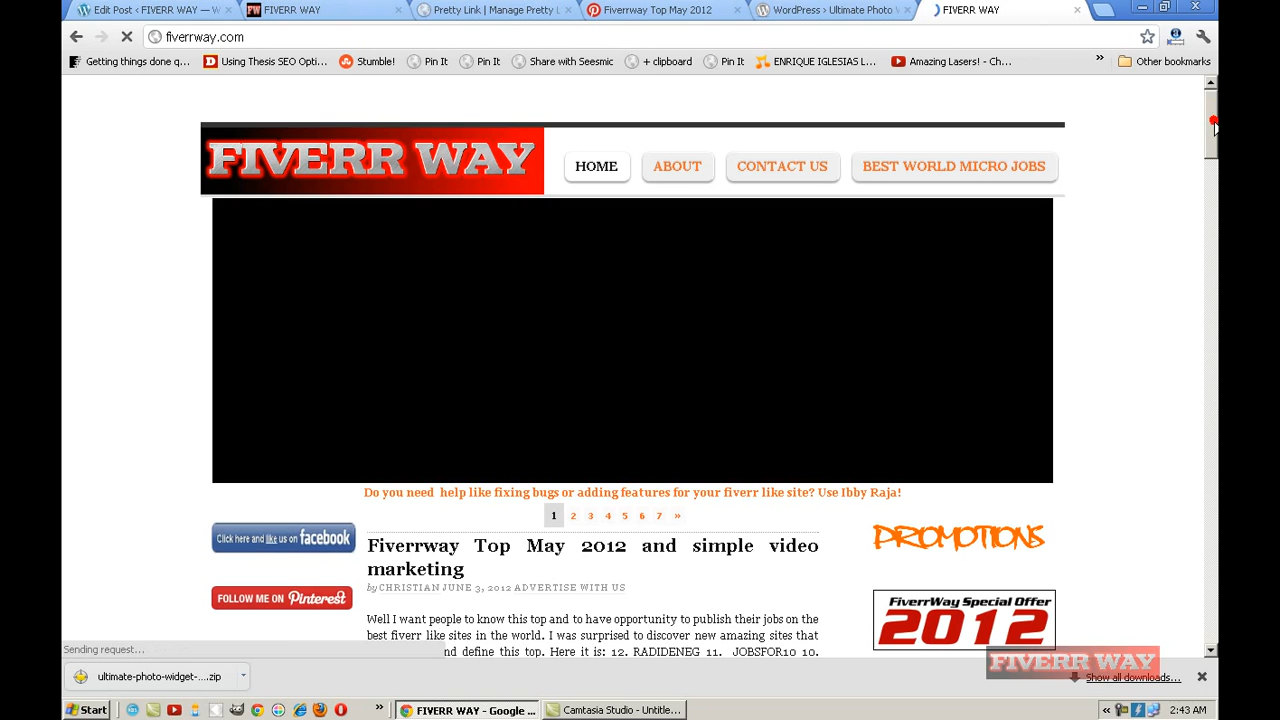 Edit Post ‹ FIVERR WAY — W
FIVERR WAY
Pretty Link | Manage Pretty L
Fiverrway Top May 2012
WordPress › Ultimate Photo W
FIVERR WAY
fiverrway.com
Getting things done q...
Using Thesis SEO Opti...
Stumble!
Pin It
Pin It
Share with Seesmic
+ clipboard
Pin It
ENRIQUE IGLESIAS L...
Amazing Lasers! - Ch...
»
Other bookmarks
FIVERR WAY
HOME
ABOUT
CONTACT US
BEST WORLD MICRO JOBS
Do you need help like fixing bugs or adding features for your fiverr like site? Use Ibby Raja!
1 2 3 4 5 6 7 »
Click here and like us on facebook
FOLLOW ME ON Pinterest
Fiverrway Top May 2012 and simple video
marketing
by CHRISTIAN JUNE 3, 2012 ADVERTISE WITH US
Well I want people to know this top and to have opportunity to publish their jobs on the
best fiverr like sites in the world. I was surprised to discover new amazing sites that
nd define this top. Here it is: 12. RADIDENEG 11. JOBSFOR10 10.
PROMOTIONS
FiverrWay Special Offer
2012
FIVERR WAY
Sending request...
ultimate-photo-widget-....zip
Show all downloads...
Start
»
FIVERR WAY - Google ...
Camtasia Studio - Untitle...
«
2:43 AM